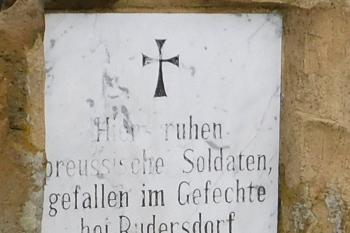 Hier ruhen
preussische Soldaten,
gefallen im Gefechte
bei Rudersdorf